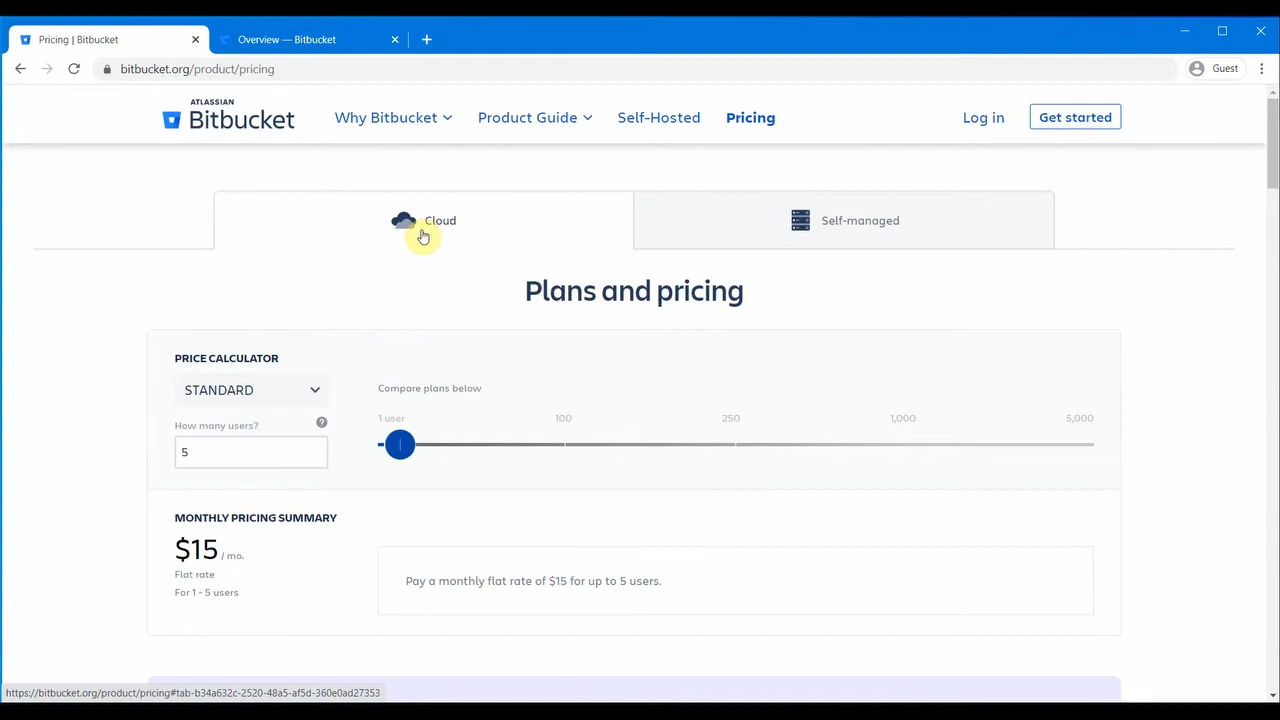 Pricing | Bitbucket
Overview — Bitbucket
bitbucket.org/product/pricing
Guest
ATLASSIAN
Bitbucket
Why Bitbucket
Product Guide
Self-Hosted
Pricing
Log in
Get started
Cloud
Self-managed
Plans and pricing
PRICE CALCULATOR
STANDARD
Compare plans below
How many users?
?
1 user
100
250
1,000
5,000
5
MONTHLY PRICING SUMMARY
$15 / mo.
Flat rate
For 1 - 5 users
Pay a monthly flat rate of $15 for up to 5 users.
https://bitbucket.org/product/pricing#tab-b34a632c-2520-48a5-af5d-360e0ad27353